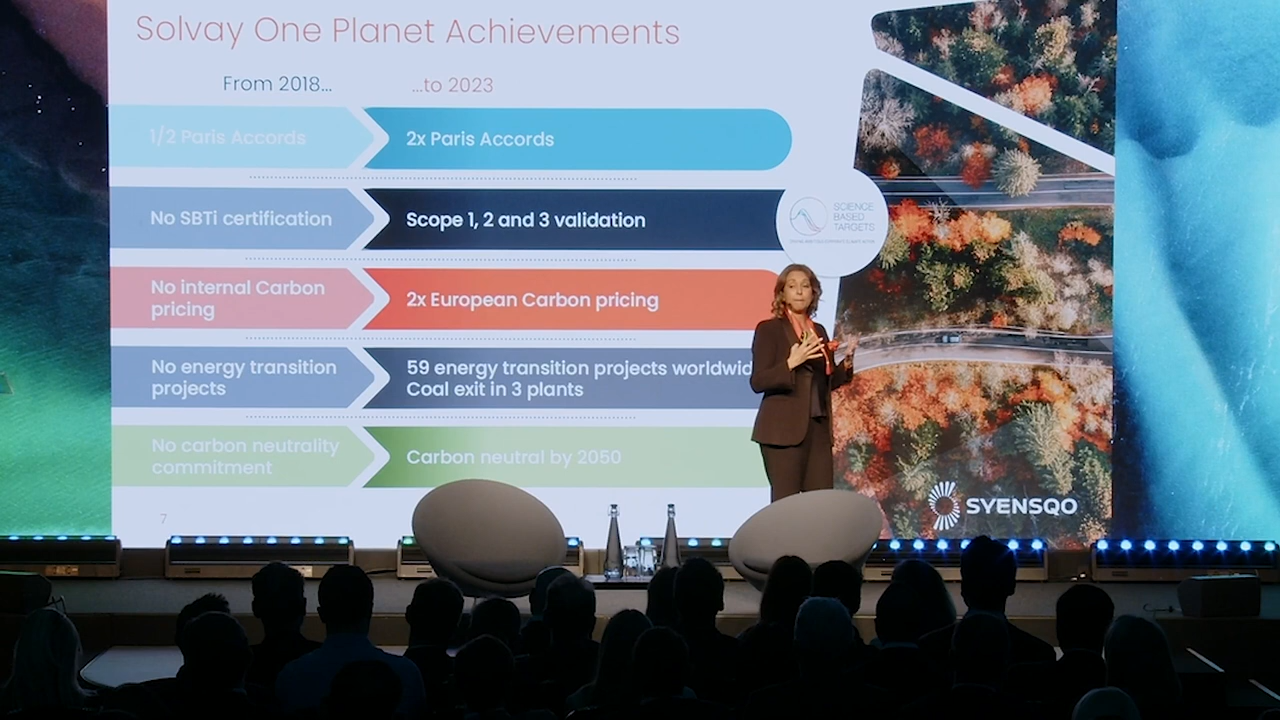 Solvay One Planet Achievements
From 2018... ...to 2023
1/2 Paris Accords
2x Paris Accords
No SBTi certification
Scope 1, 2 and 3 validation
SCIENCE
BASED
TARGETS
No internal Carbon
pricing
2x European Carbon pricing
No energy transition
projects
59 energy transition projects worldwid
Coal exit in 3 plants
No carbon neutrality
commitment
Carbon neutral by 2050
7
SYENSQO